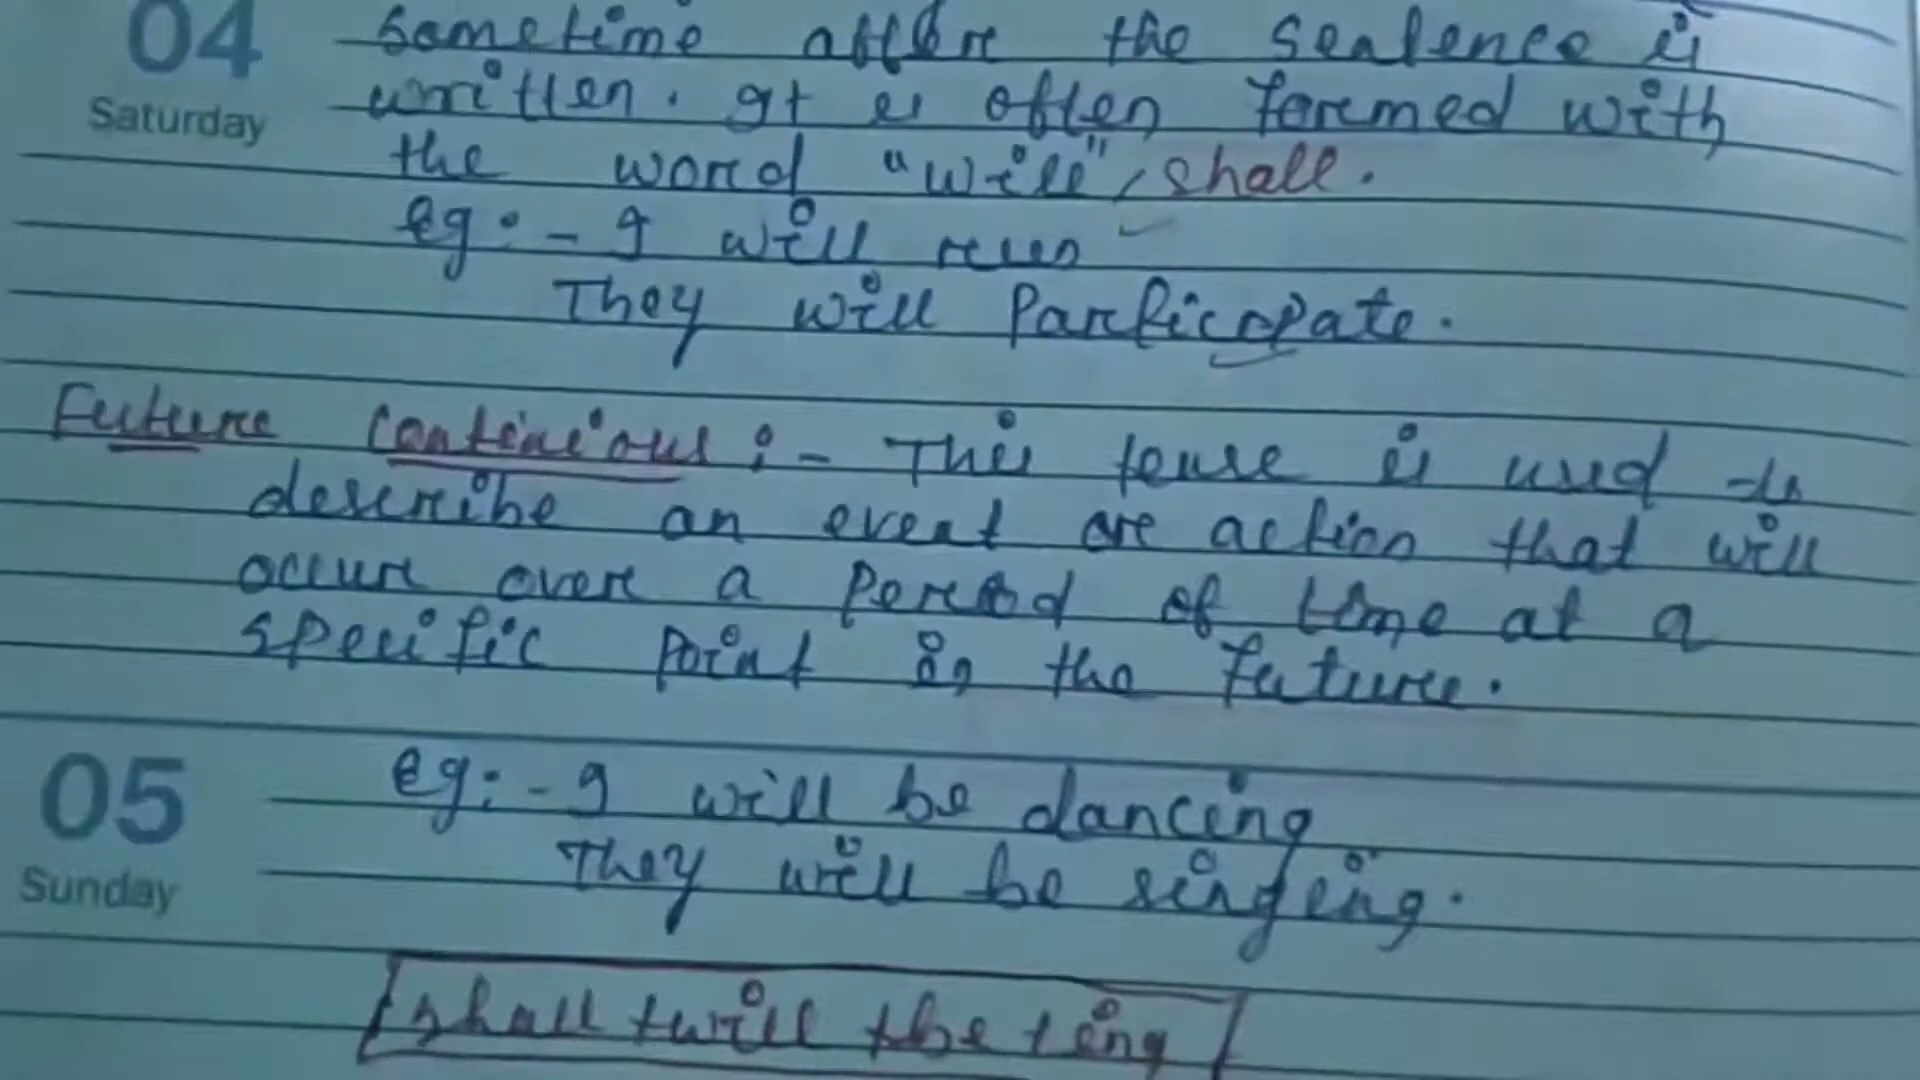 04
Saturday
sometime after the sentence is
written. It is often formed with
the word "will", shall.
eg:- I will run
They will Participate.
Future continious :- This tense is used to
describe an event are action that will
occur over a Period of time at a
specific Point in the future.
05
Sunday
eg:- I will be dancing
They will be singing.
shall + will + be + ing